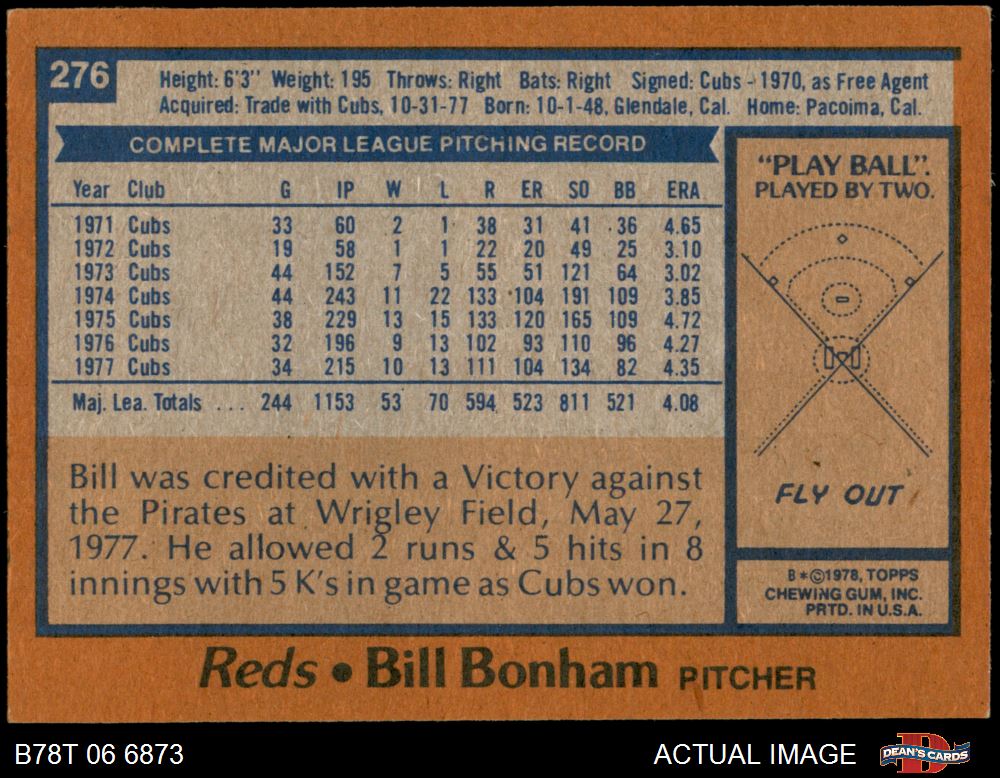 276
Height: 6'3" Weight: 195 Throws: Right Bats: Right Signed: Cubs - 1970, as Free Agent
Acquired: Trade with Cubs, 10-31-77 Born: 10-1-48, Glendale, Cal. Home: Pacoima, Cal.
COMPLETE MAJOR LEAGUE PITCHING RECORD
Year Club G IP W L R ER SO BB ERA
1971 Cubs 33 60 2 1 38 31 41 36 4.65
1972 Cubs 19 58 1 1 22 20 49 25 3.10
1973 Cubs 44 152 7 5 55 51 121 64 3.02
1974 Cubs 44 243 11 22 133 104 191 109 3.85
1975 Cubs 38 229 13 15 133 120 165 109 4.72
1976 Cubs 32 196 9 13 102 93 110 96 4.27
1977 Cubs 34 215 10 13 111 104 134 82 4.35
Maj. Lea. Totals ... 244 1153 53 70 594 523 811 521 4.08
Bill was credited with a Victory against
the Pirates at Wrigley Field, May 27,
1977. He allowed 2 runs & 5 hits in 8
innings with 5 K's in game as Cubs won.
"PLAY BALL".
PLAYED BY TWO.
FLY OUT
B*©1978, TOPPS
CHEWING GUM, INC.
PRTD. IN U.S.A.
Reds • Bill Bonham PITCHER
B78T 06 6873
ACTUAL IMAGE
D
DEAN'S CARDS